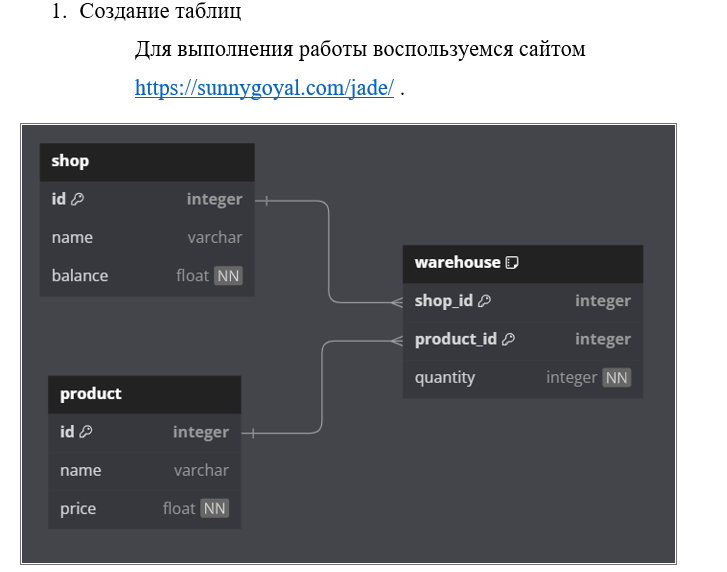 1. Создание таблиц
Для выполнения работы воспользуемся сайтом
https://sunnygoyal.com/jade/ .
shop
id integer
name varchar
balance float NN
warehouse
shop_id integer
product_id integer
quantity integer NN
product
id integer
name varchar
price float NN